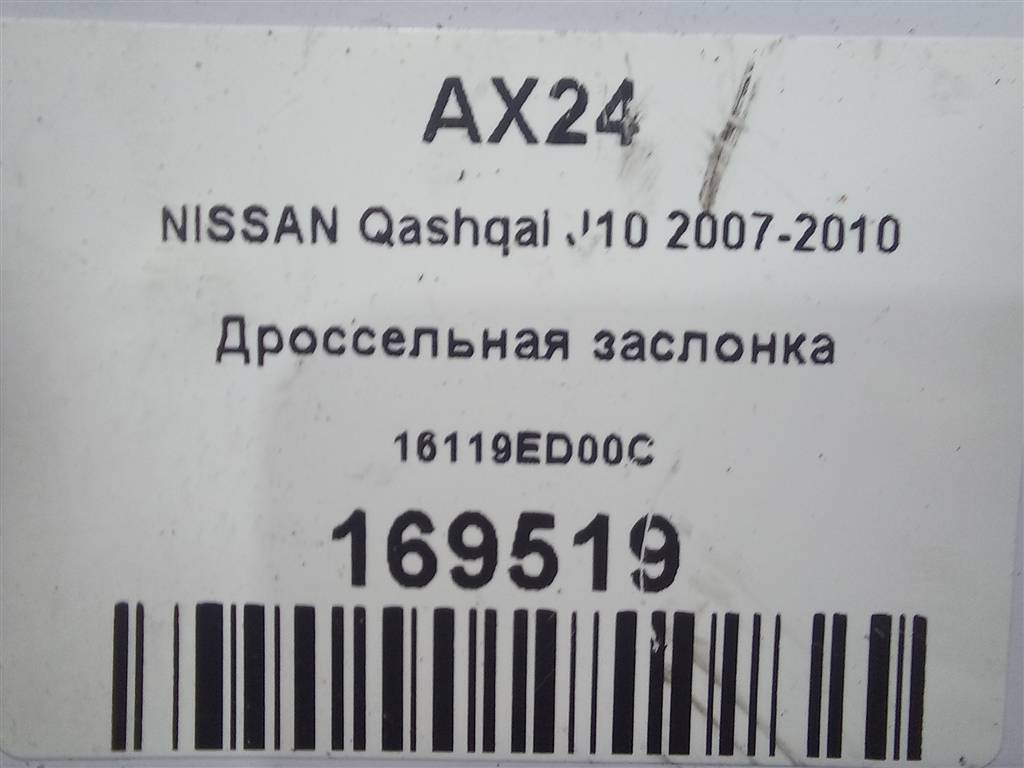 AX24
NISSAN Qashqai J10 2007-2010
Дроссельная заслонка
16119ED00C
169519